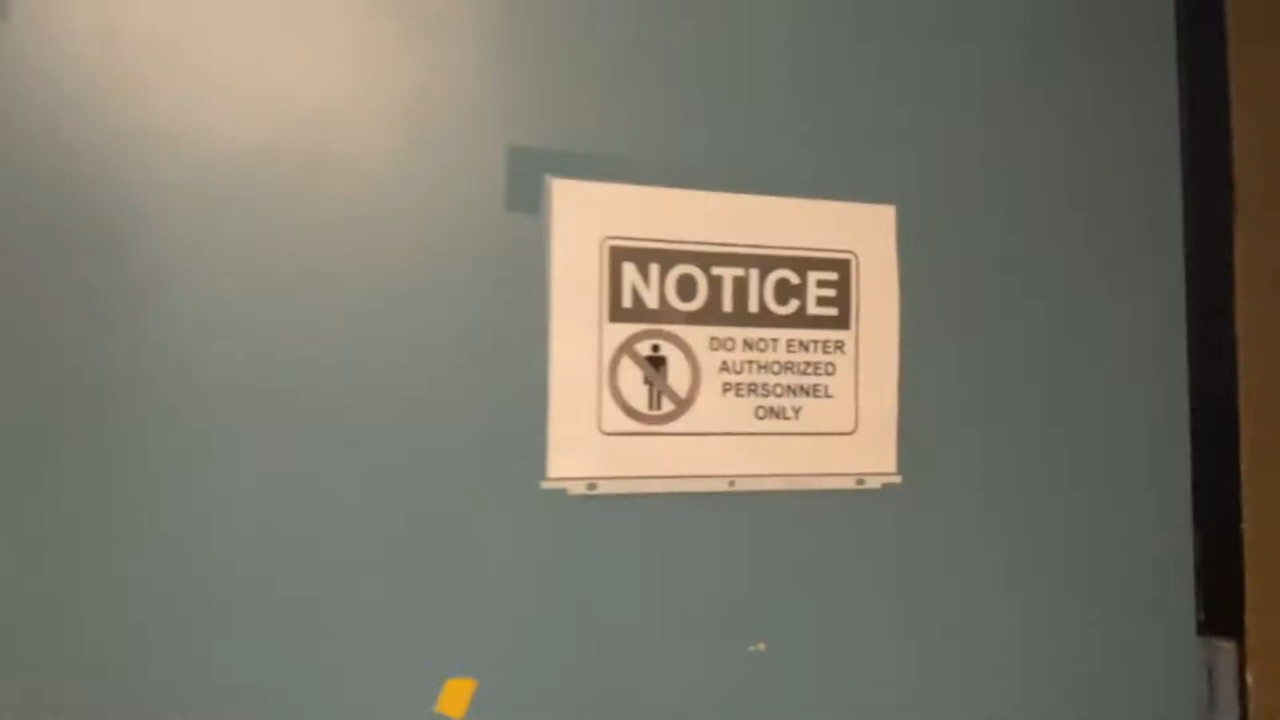 NOTICE
DO NOT ENTER
AUTHORIZED
PERSONNEL
ONLY